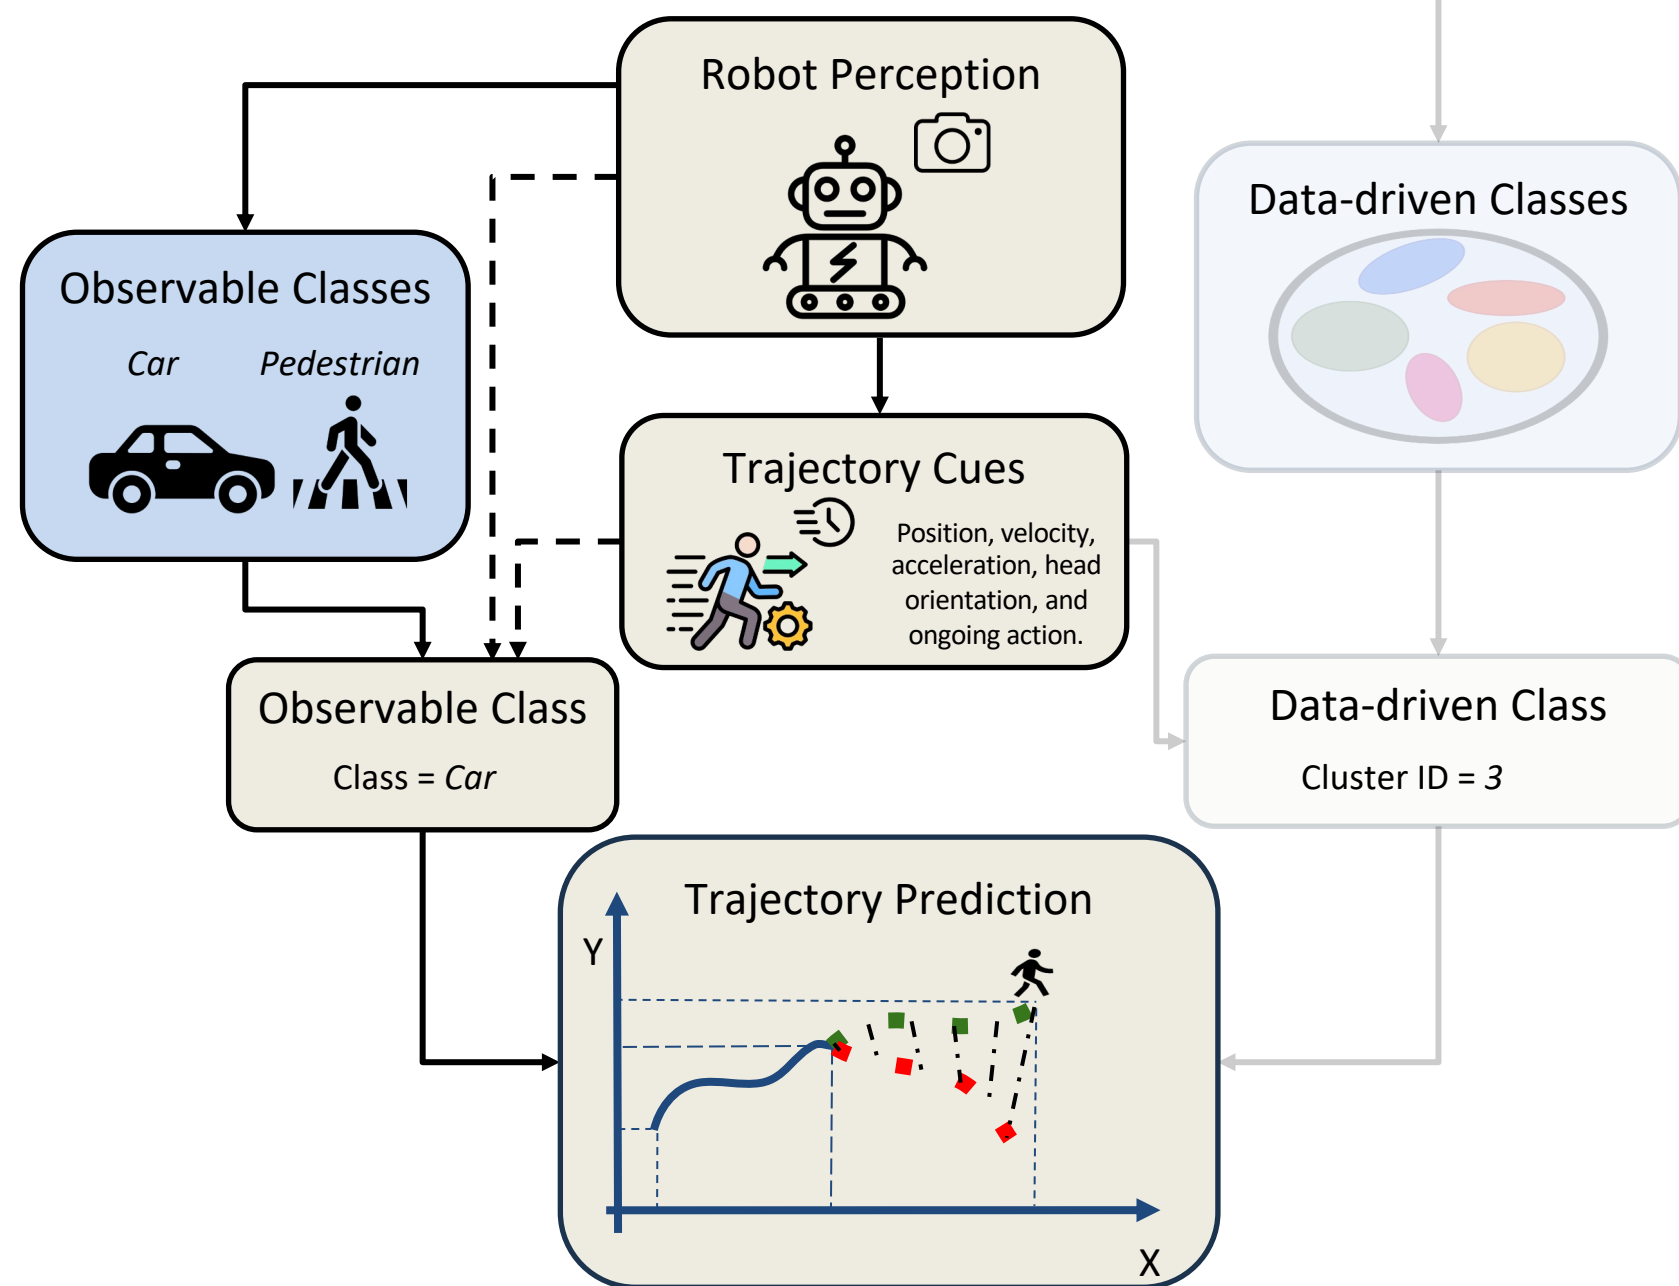 Robot Perception
Data-driven Classes
Observable Classes
Car
Pedestrian
Trajectory Cues
Position, velocity,
acceleration, head
orientation, and
ongoing action.
Observable Class
Class = Car
Data-driven Class
Cluster ID = 3
Trajectory Prediction
Y
X